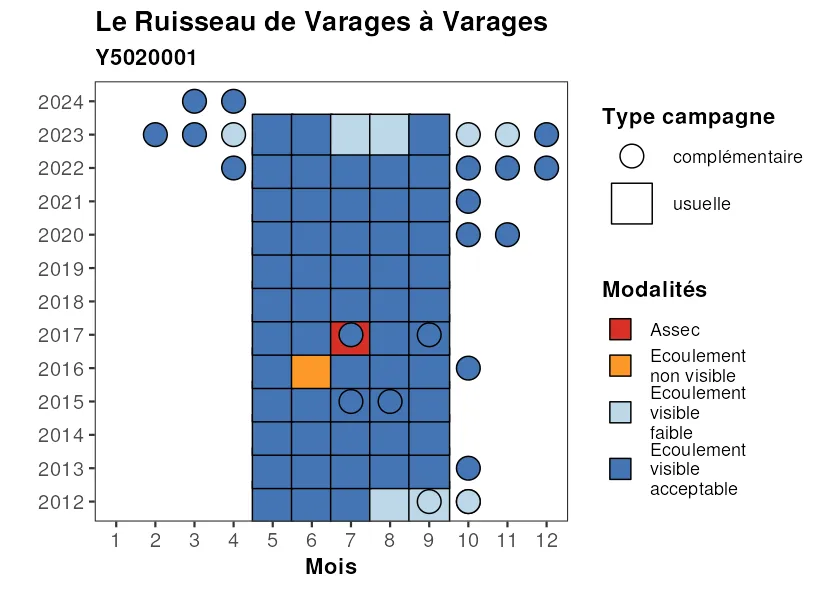 Le Ruisseau de Varages à Varages
Y5020001
2024
2023
2022
2021
2020
2019
2018
2017
2016
2015
2014
2013
2012
1 2 3 4 5 6 7 8 9 10 11 12
Mois
Type campagne
complémentaire
usuelle
Modalités
Assec
Ecoulement
non visible
Ecoulement
visible
faible
Ecoulement
visible
acceptable